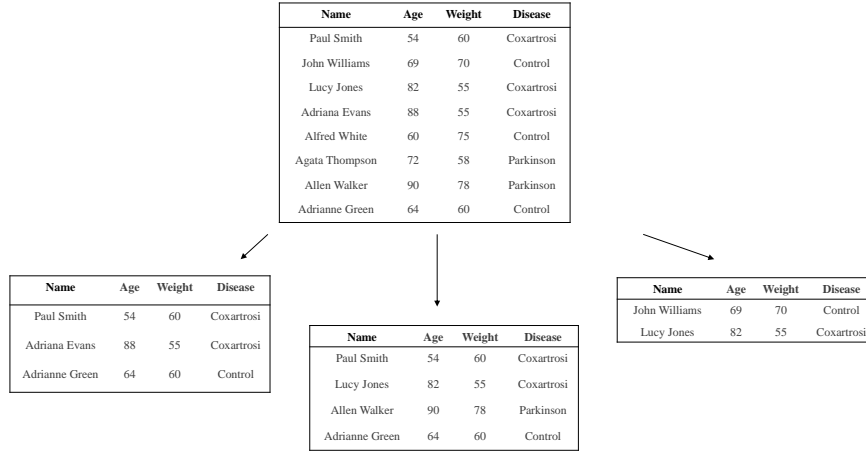 Name Age Weight Disease
Paul Smith 54 60 Coxartrosi
John Williams 69 70 Control
Lucy Jones 82 55 Coxartrosi
Adriana Evans 88 55 Coxartrosi
Alfred White 60 75 Control
Agata Thompson 72 58 Parkinson
Allen Walker 90 78 Parkinson
Adrianne Green 64 60 Control
Name Age Weight Disease
Paul Smith 54 60 Coxartrosi
Adriana Evans 88 55 Coxartrosi
Adrianne Green 64 60 Control
Name Age Weight Disease
Paul Smith 54 60 Coxartrosi
Lucy Jones 82 55 Coxartrosi
Allen Walker 90 78 Parkinson
Adrianne Green 64 60 Control
Name Age Weight Disease
John Williams 69 70 Control
Lucy Jones 82 55 Coxartrosi